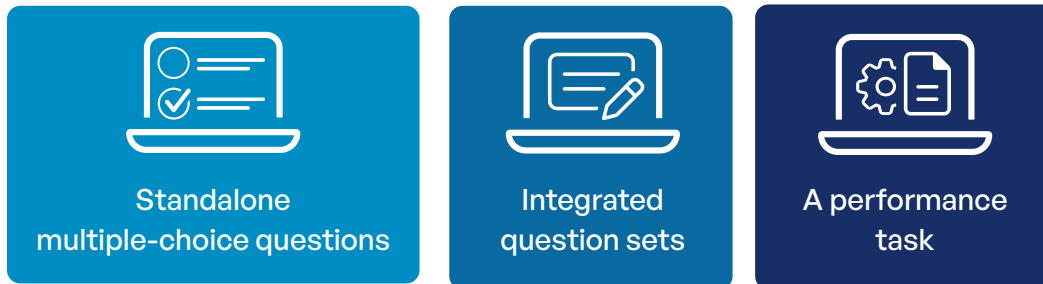 Standalone
multiple-choice questions
Integrated
question sets
A performance
task